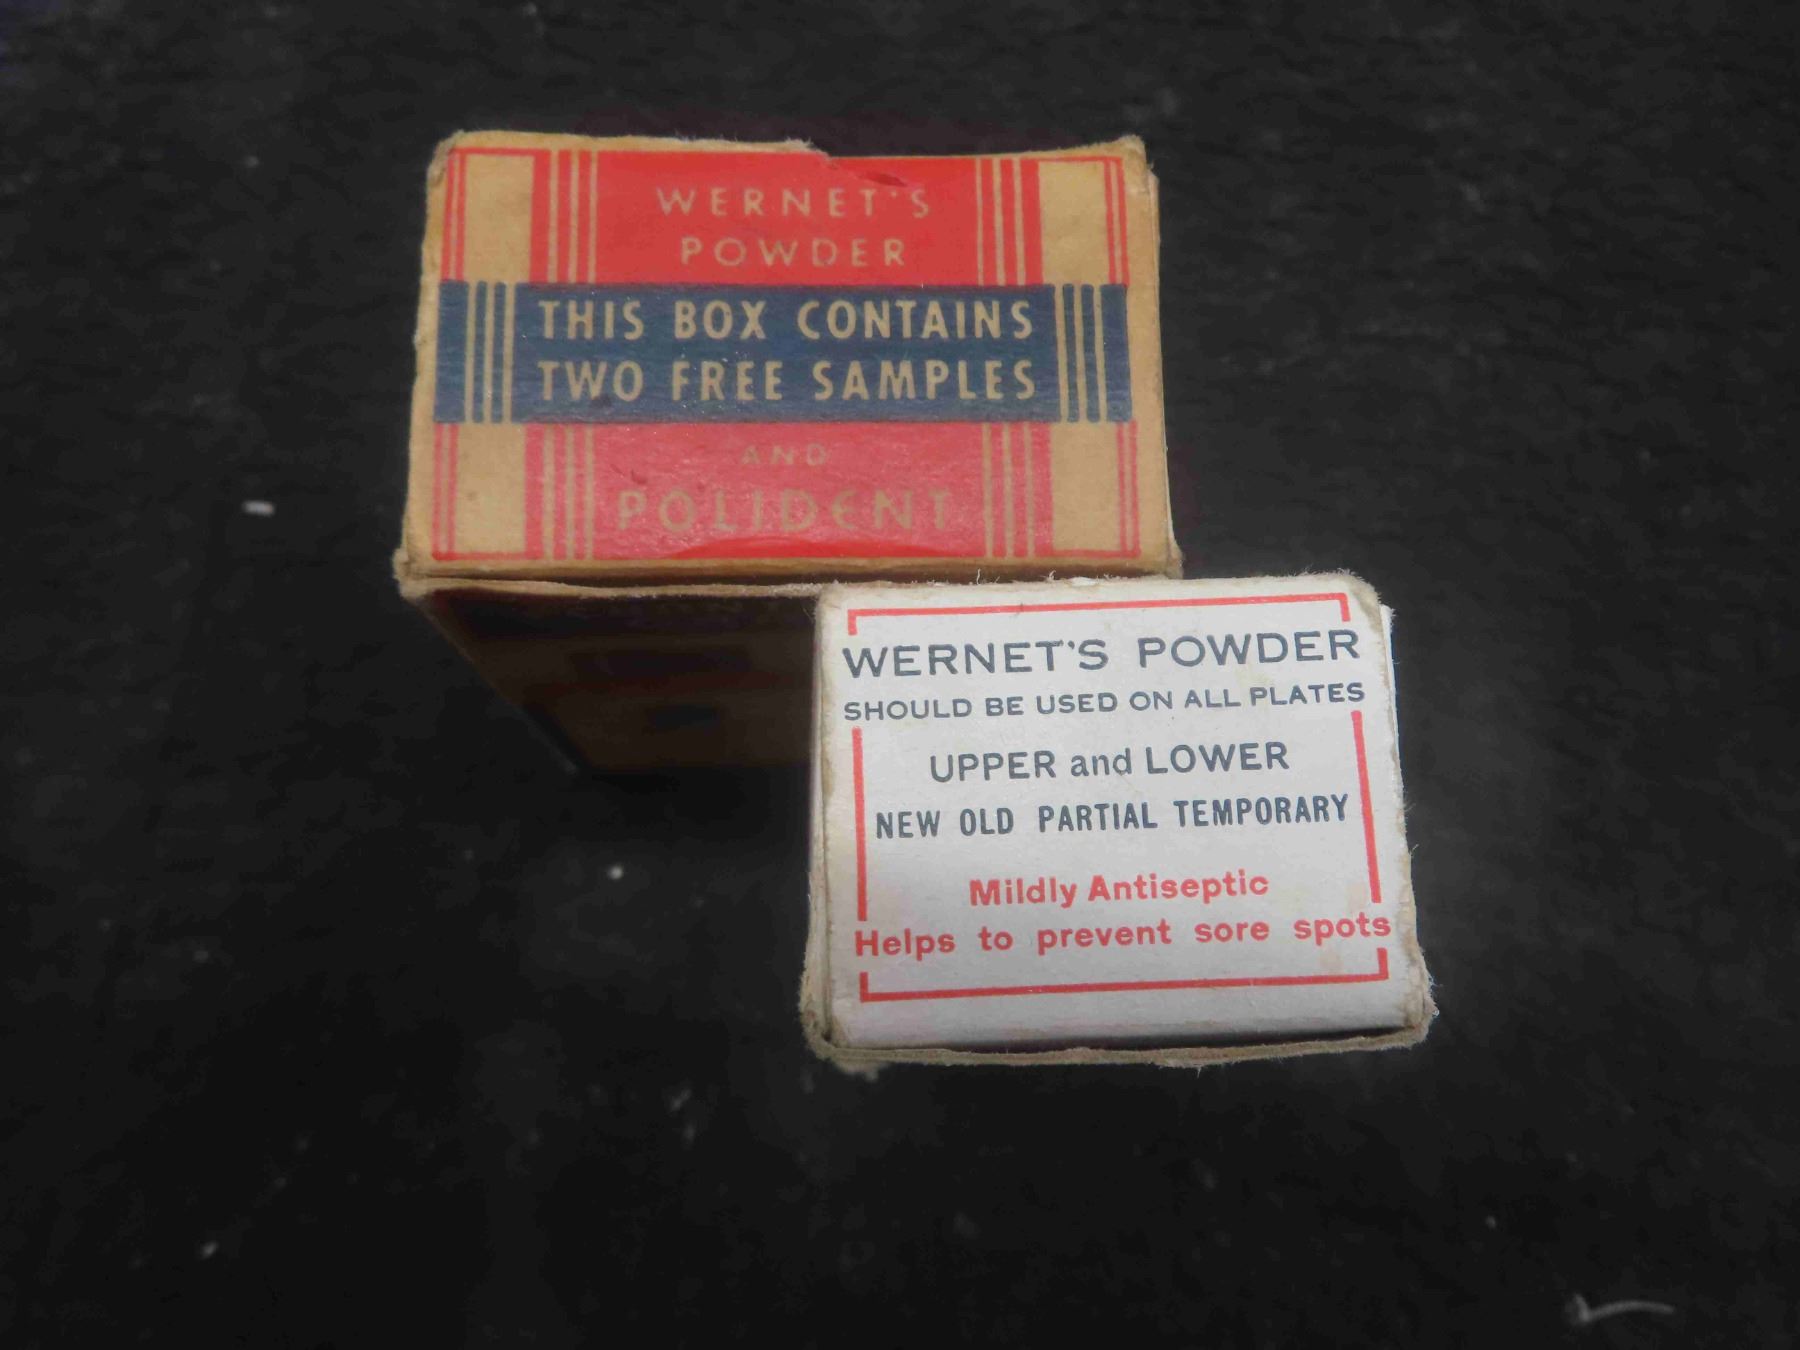 WERNET'S
POWDER
THIS BOX CONTAINS
TWO FREE SAMPLES
AND
POLIDENT
WERNET'S POWDER
SHOULD BE USED ON ALL PLATES
UPPER and LOWER
NEW OLD PARTIAL TEMPORARY
Mildly Antiseptic
Helps to prevent sore spots